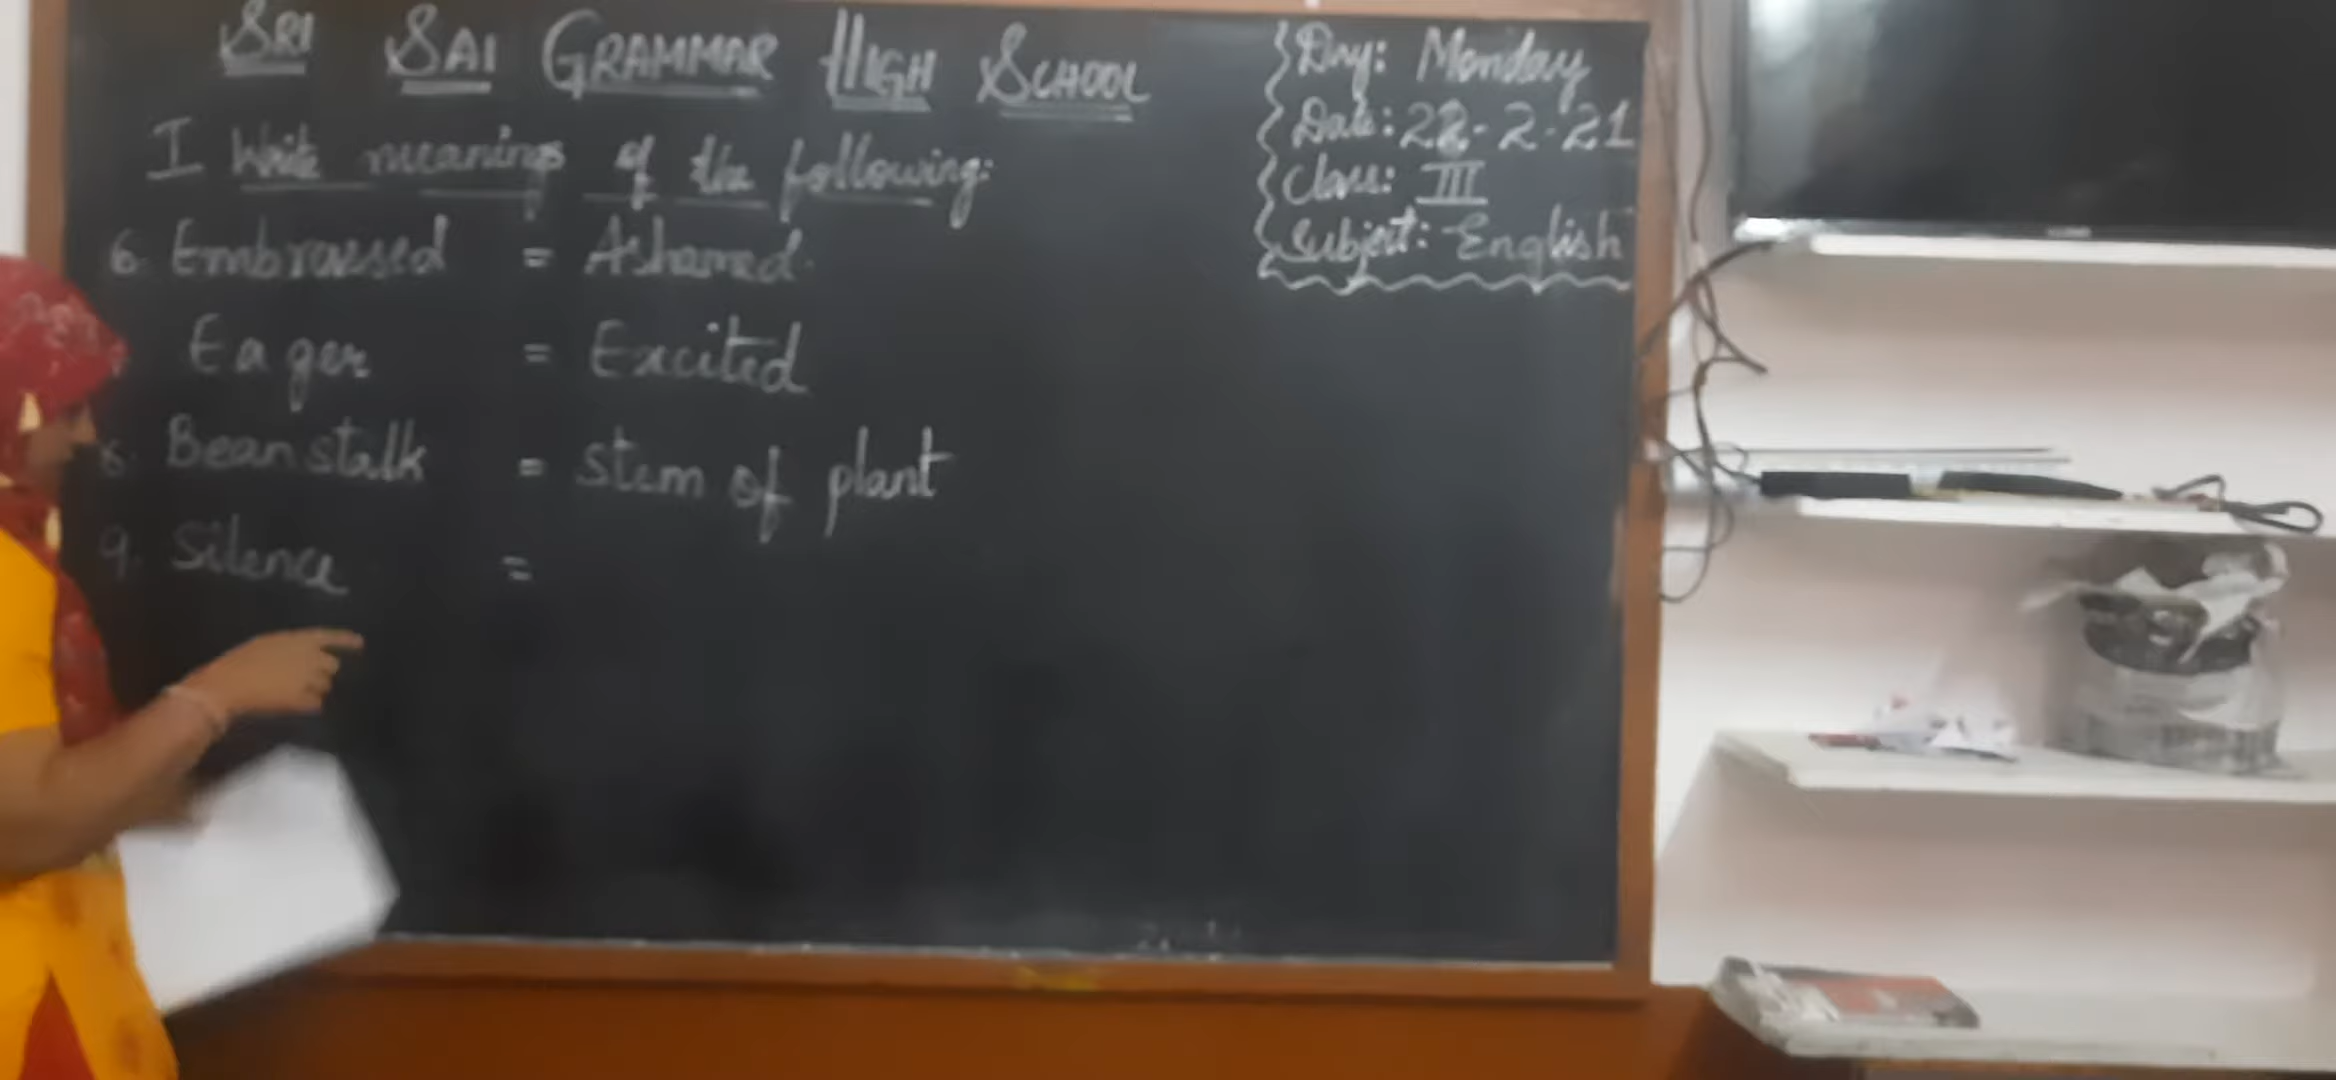 SRI SAI GRAMMAR HIGH SCHOOL
Day: Monday
Date: 22-2-21
Class: III
Subject: English
I Write meanings of the following:
6. Embrassed = Ashamed.
Eager = Excited
8. Beanstalk = Stem of plant
9. Silence =